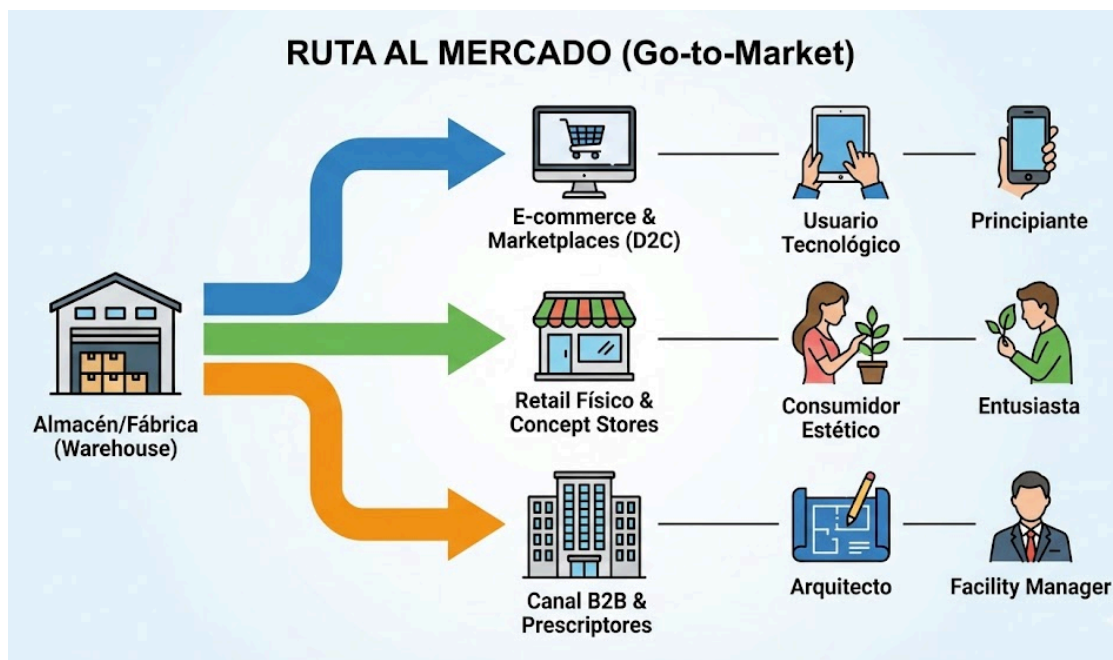 RUTA AL MERCADO (Go-to-Market)
E-commerce &
Marketplaces (D2C)
Usuario
Tecnológico
Principiante
Almacén/Fábrica
(Warehouse)
Retail Físico &
Concept Stores
Consumidor
Estético
Entusiasta
Canal B2B &
Prescriptores
Arquitecto
Facility Manager